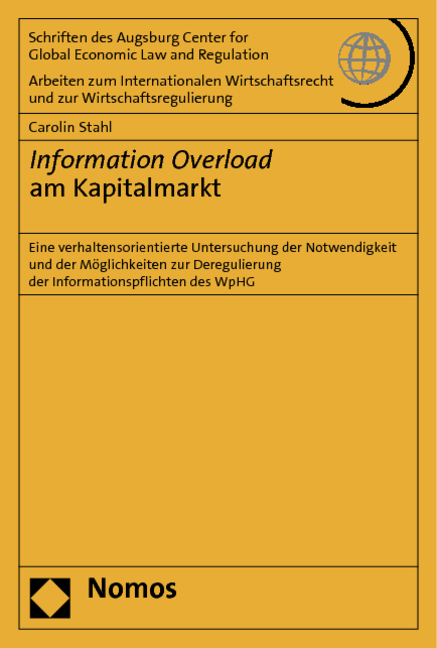 Schriften des Augsburg Center for
Global Economic Law and Regulation
Arbeiten zum Internationalen Wirtschaftsrecht
und zur Wirtschaftsregulierung
Carolin Stahl
Information Overload
am Kapitalmarkt
Eine verhaltensorientierte Untersuchung der Notwendigkeit
und der Möglichkeiten zur Deregulierung
der Informationspflichten des WpHG
Nomos